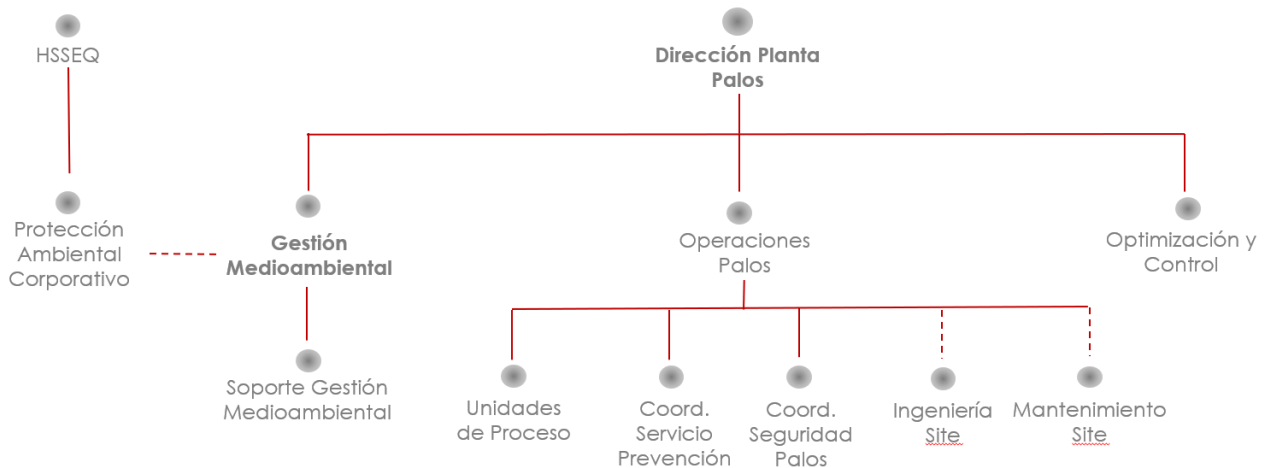 HSSEQ
Dirección Planta
Palos
Protección
Ambiental
Corporativo
Gestión
Medioambiental
Operaciones
Palos
Optimización y
Control
Soporte Gestión
Medioambiental
Unidades
de Proceso
Coord.
Servicio
Prevención
Coord.
Seguridad
Palos
Ingeniería
Site
Mantenimiento
Site